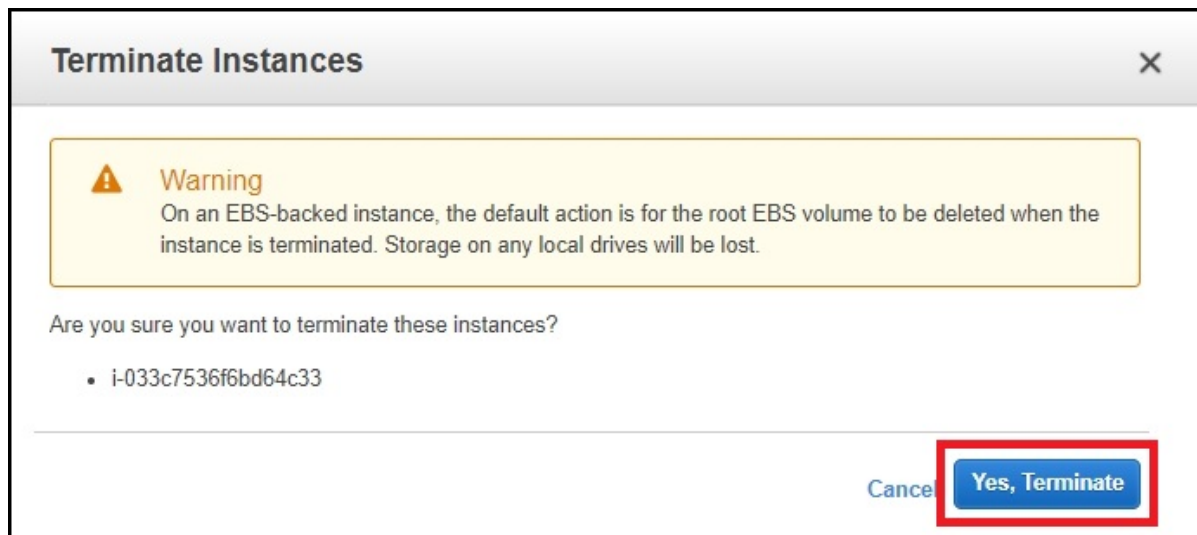 Terminate Instances
Warning
On an EBS-backed instance, the default action is for the root EBS volume to be deleted when the
instance is terminated. Storage on any local drives will be lost.
Are you sure you want to terminate these instances?
• i-033c7536f6bd64c33
Cancel Yes, Terminate